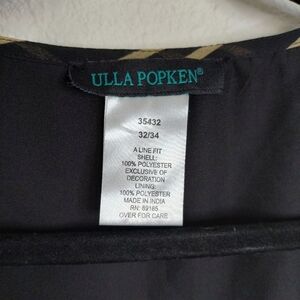 ULLA POPKEN®
35432
32/34
A LINE FIT
SHELL:
100% POLYESTER
EXCLUSIVE OF
DECORATION
LINING:
100% POLYESTER
MADE IN INDIA
RN: 89165
OVER FOR CARE